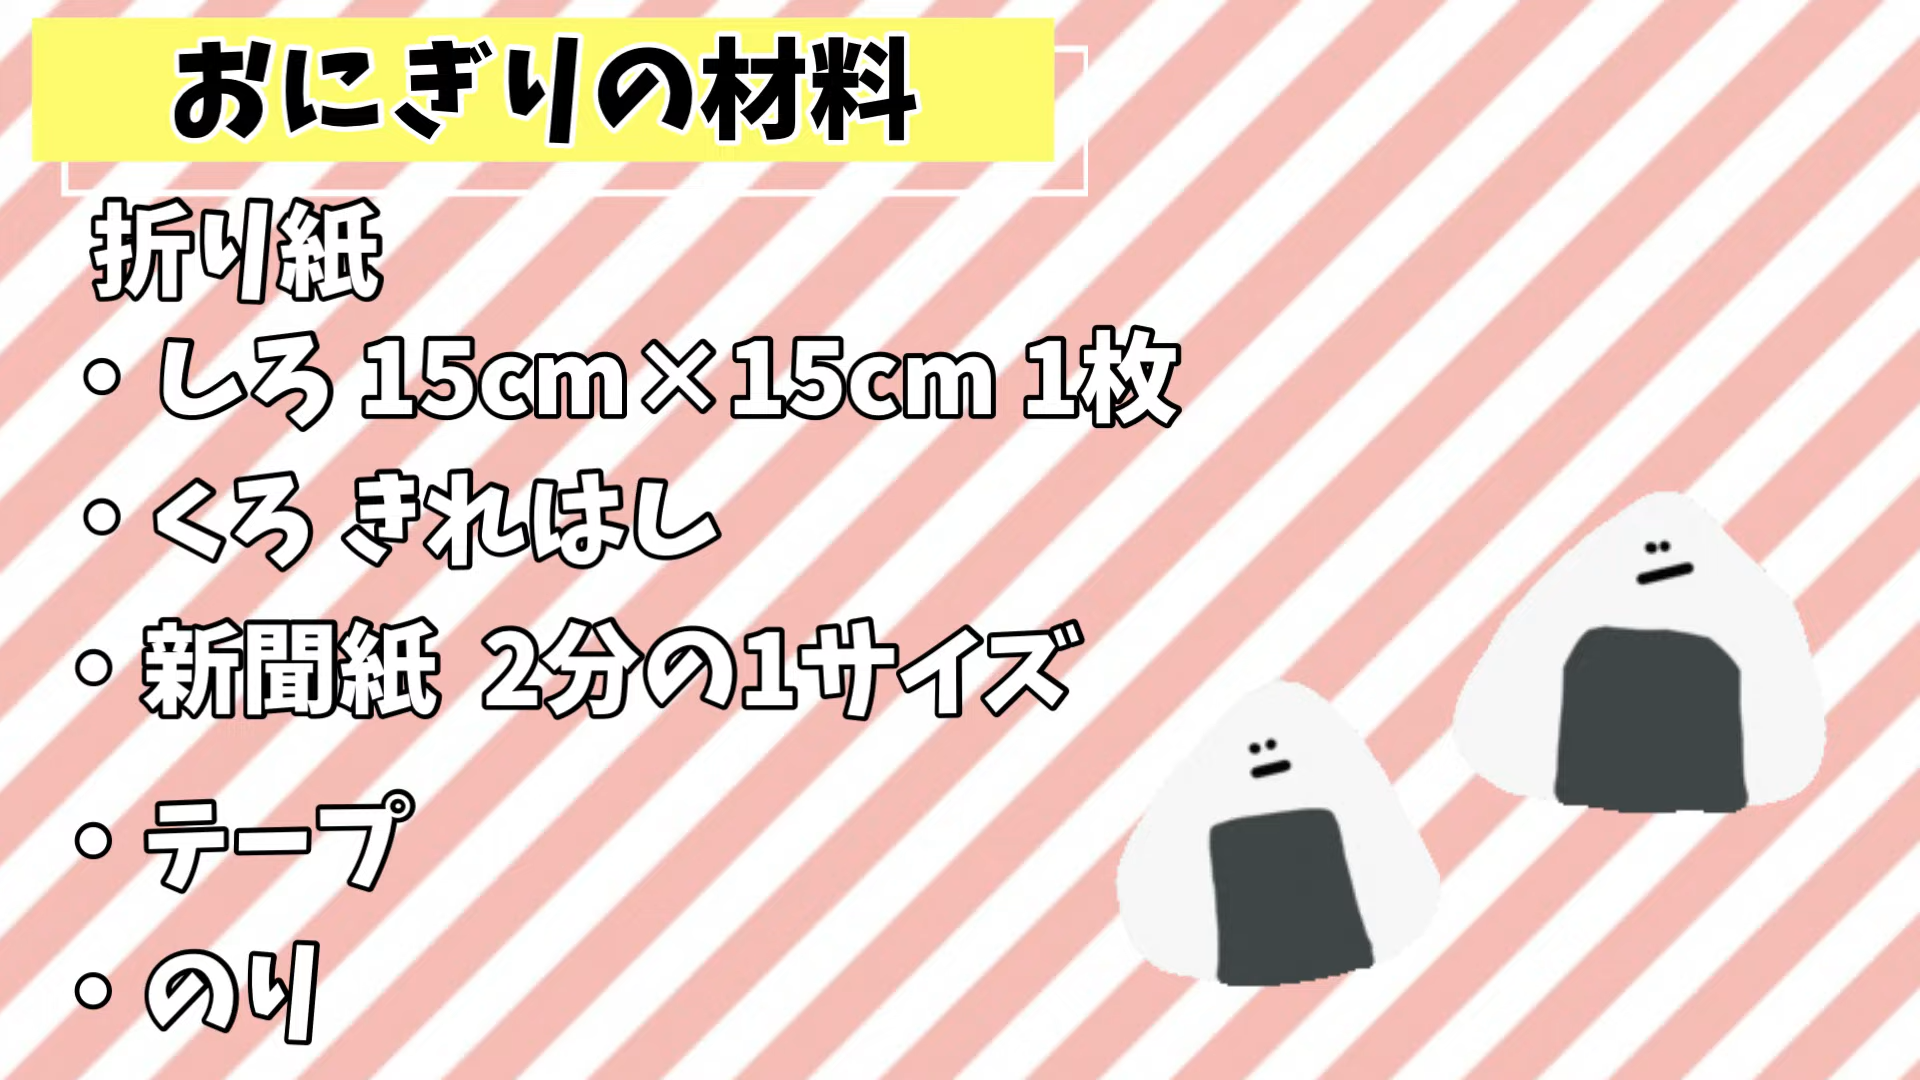 おにぎりの材料
折り紙
・しろ 15cm×15cm 1枚
・くろ きれはし
・新聞紙 2分の1サイズ
・テープ
・のり